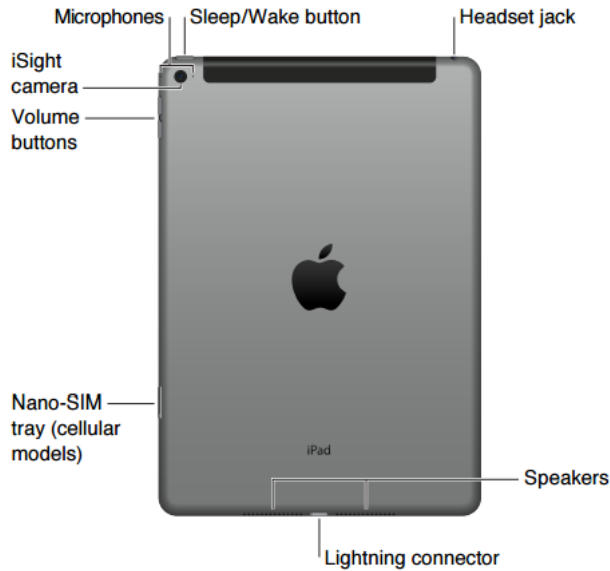 Microphones
Sleep/Wake button
Headset jack
iSight
camera
Volume
buttons
Nano-SIM
tray (cellular
models)
iPad
Speakers
Lightning connector